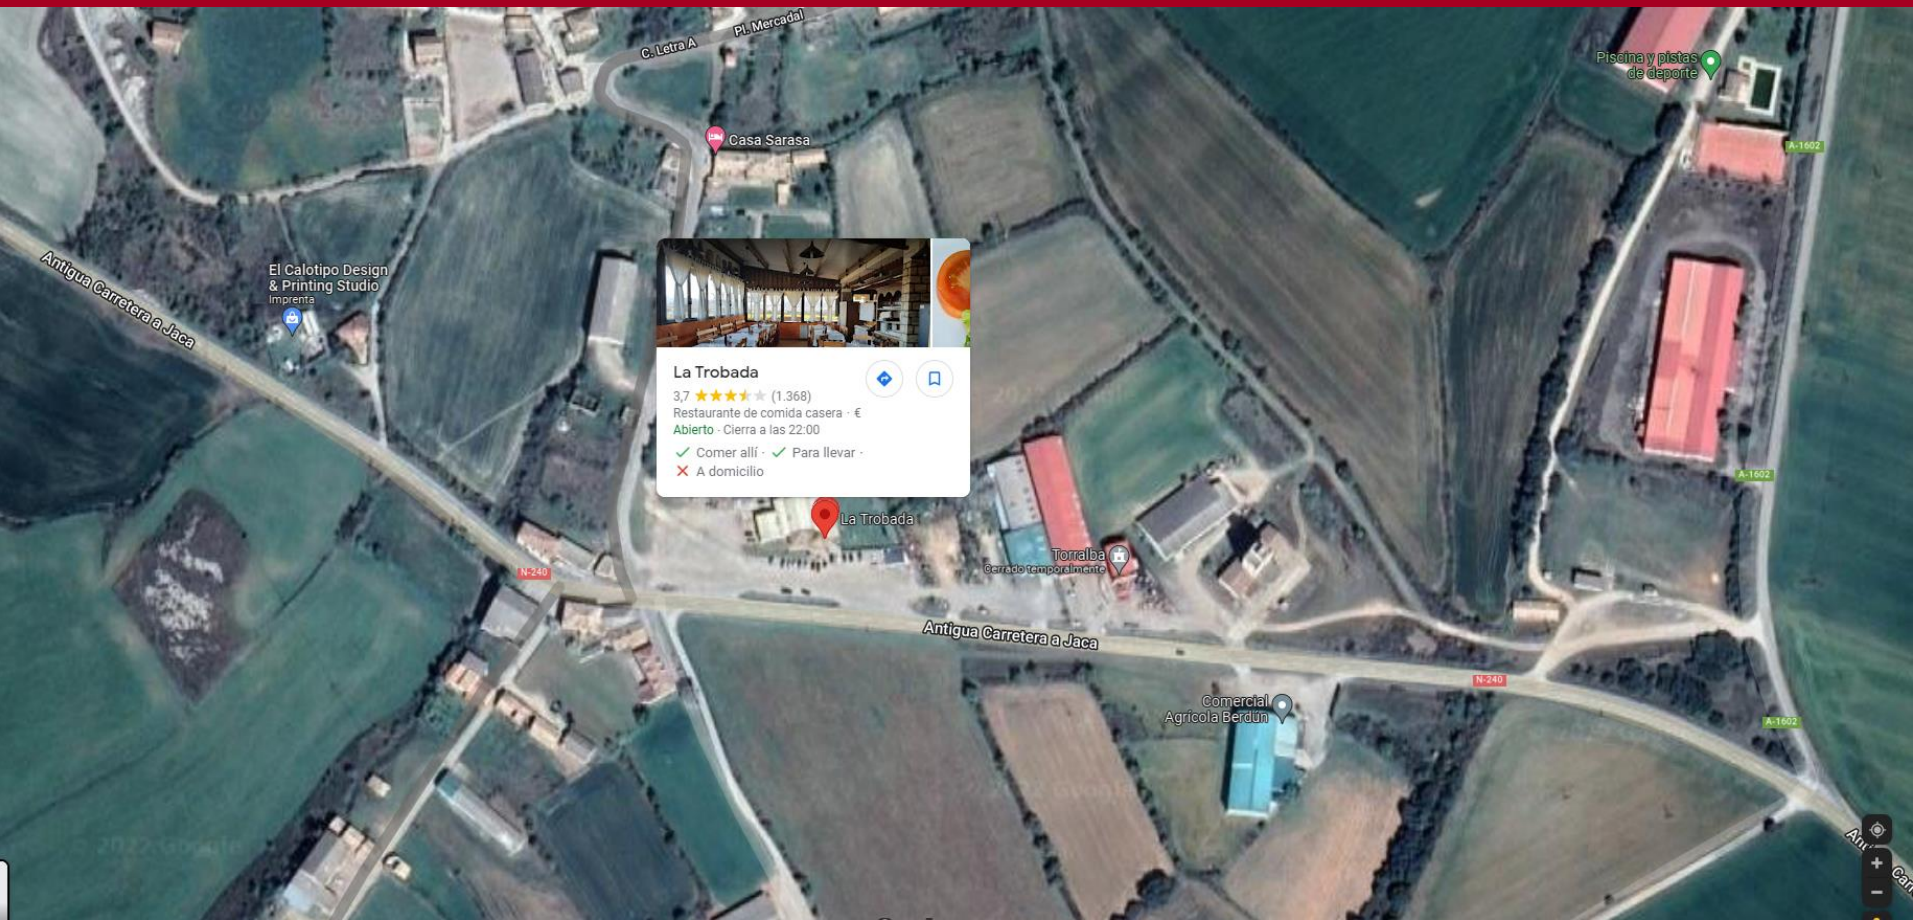 C. Letra A
Pl. Mercadal
Piscina y pistas
de deporte
A-1602
Casa Sarasa
Antigua Carretera a Jaca
El Calotipo Design
& Printing Studio
Imprenta
La Trobada
3,7 (1.368)
Restaurante de comida casera · €
Abierto · Cierra a las 22:00
Comer allí · Para llevar ·
A domicilio
A-1602
La Trobada
Torralba
Cerrado temporalmente
N-240
Antigua Carretera a Jaca
N-240
Comercial
Agrícola Berdún
A-1602